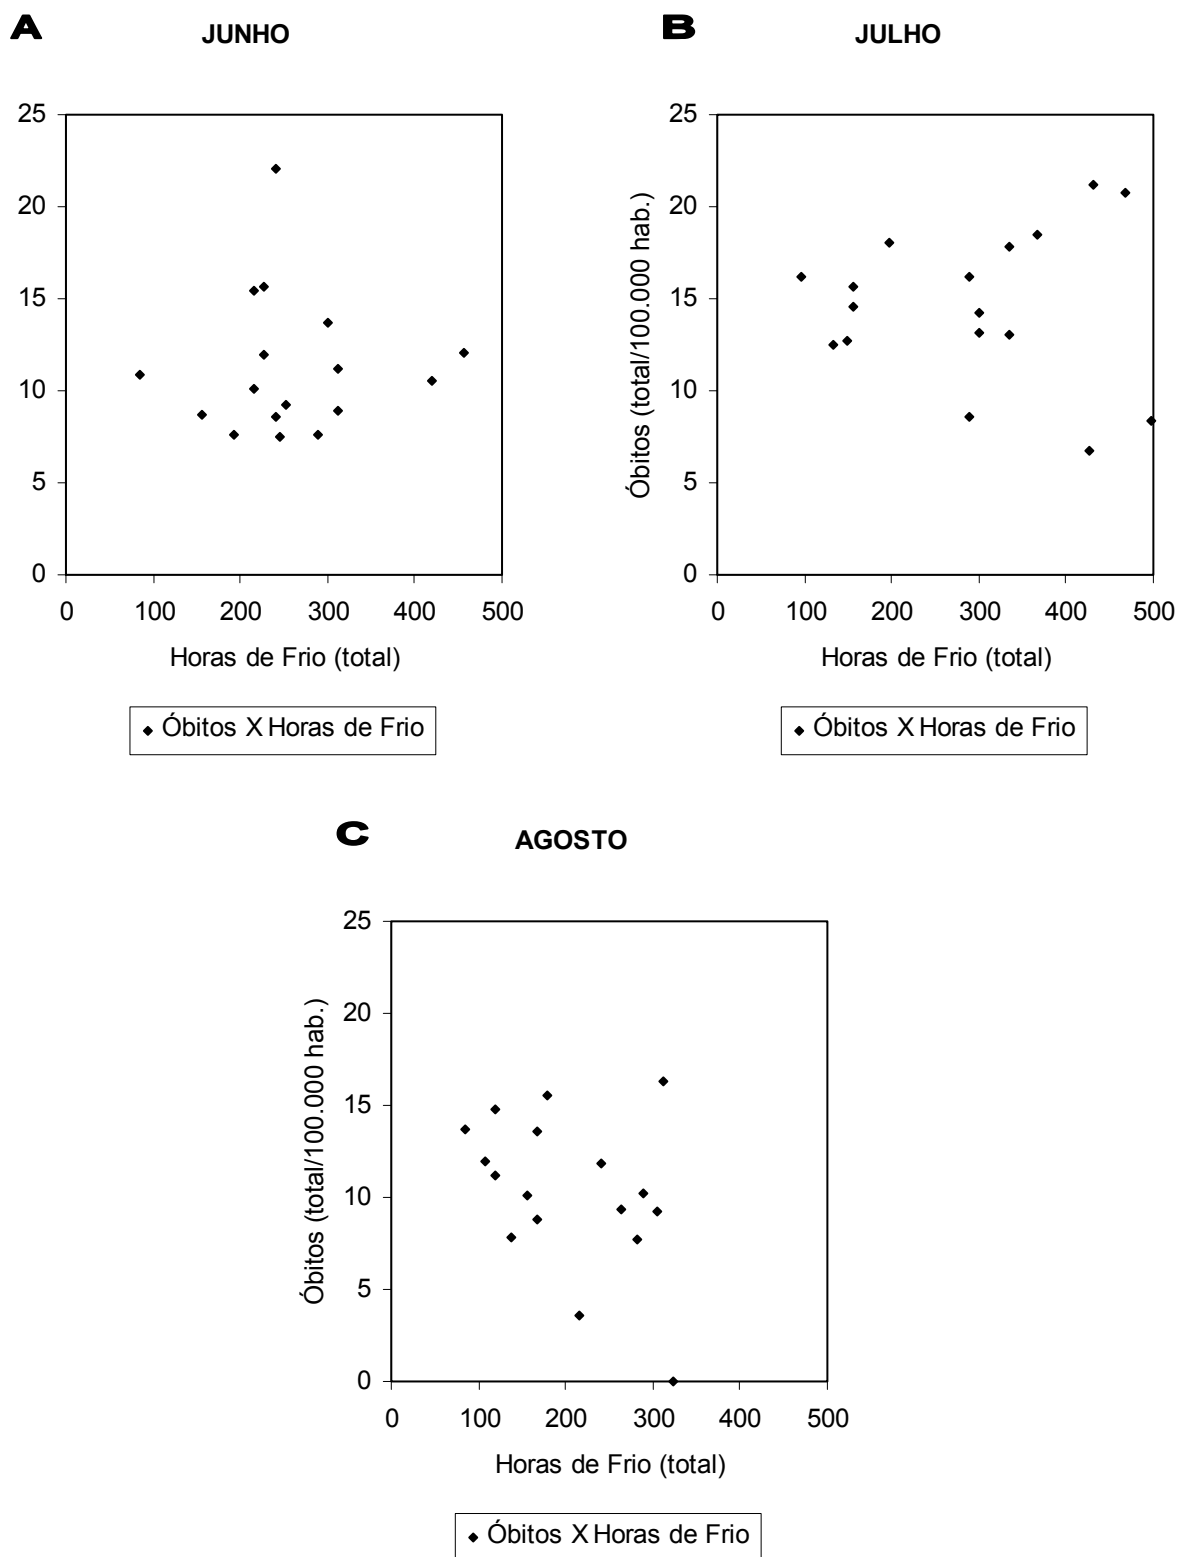 A JUNHO
25
20
15
10
5
0
0 100 200 300 400 500
Horas de Frio (total)
Óbitos X Horas de Frio
B JULHO
Óbitos (total/100.000 hab.)
25
20
15
10
5
0
0 100 200 300 400 500
Horas de Frio (total)
Óbitos X Horas de Frio
C AGOSTO
Óbitos (total/100.000 hab.)
25
20
15
10
5
0
0 100 200 300 400 500
Horas de Frio (total)
Óbitos X Horas de Frio